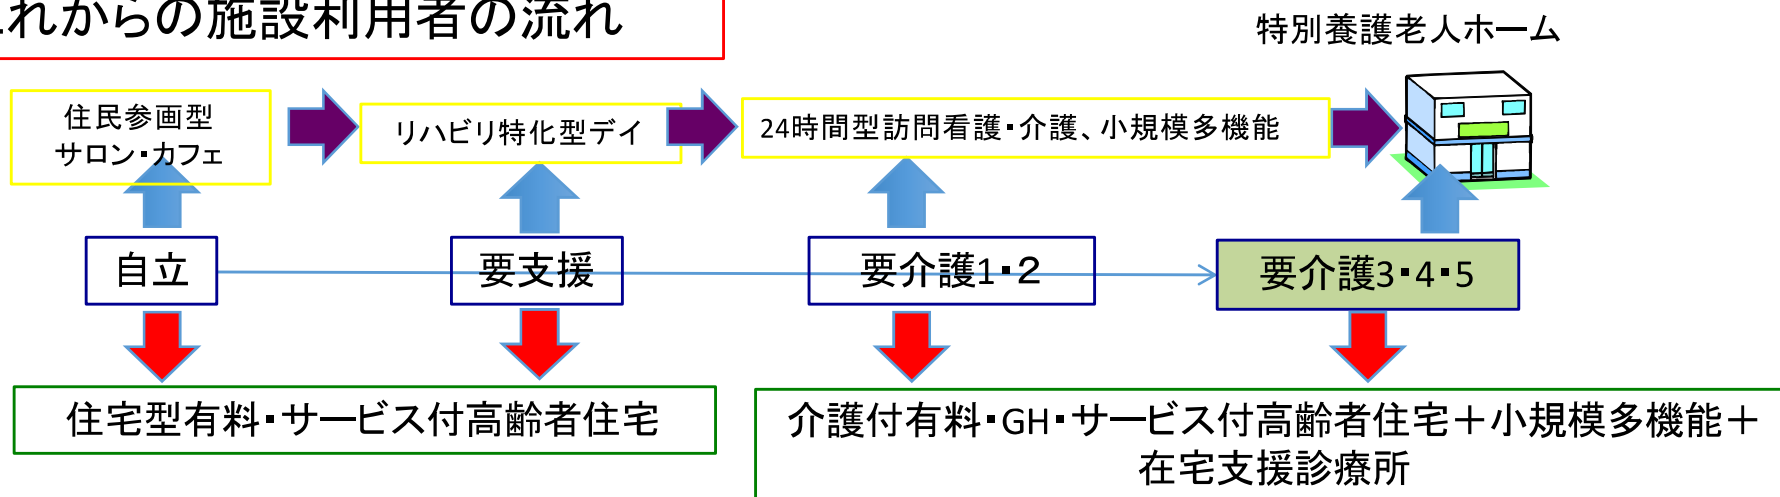 れからの施設利用者の流れ
特別養護老人ホーム
住民参画型
サロン・カフェ
リハビリ特化型デイ
24時間型訪問看護・介護、小規模多機能
自立
要支援
要介護1・2
要介護3・4・5
住宅型有料・サービス付高齢者住宅
介護付有料・GH・サービス付高齢者住宅＋小規模多機能＋
在宅支援診療所